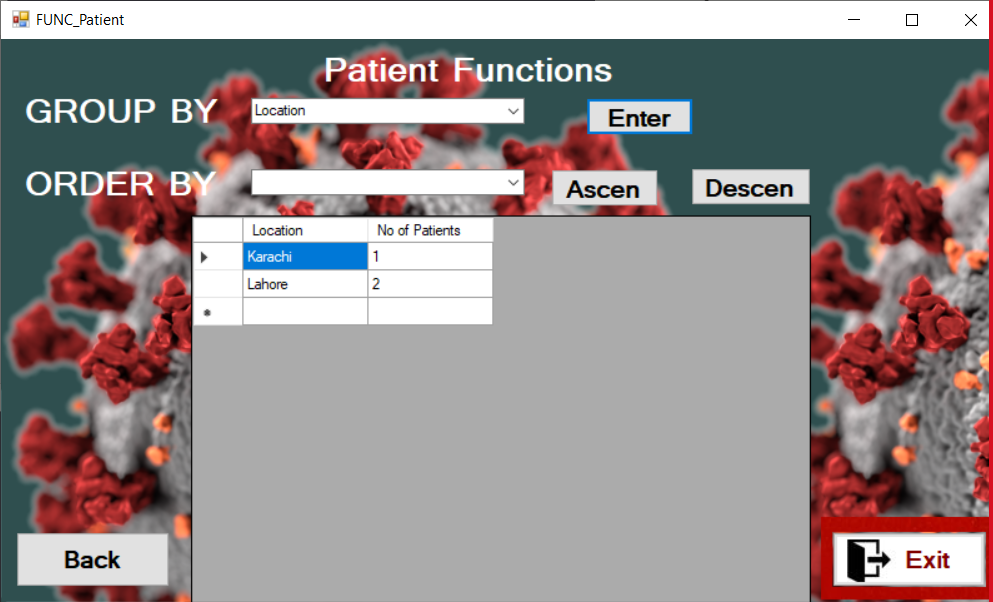 FUNC_Patient
Patient Functions
GROUP BY Location Enter
ORDER BY Ascen Descen
Location No of Patients
Karachi 1
Lahore 2
Back Exit